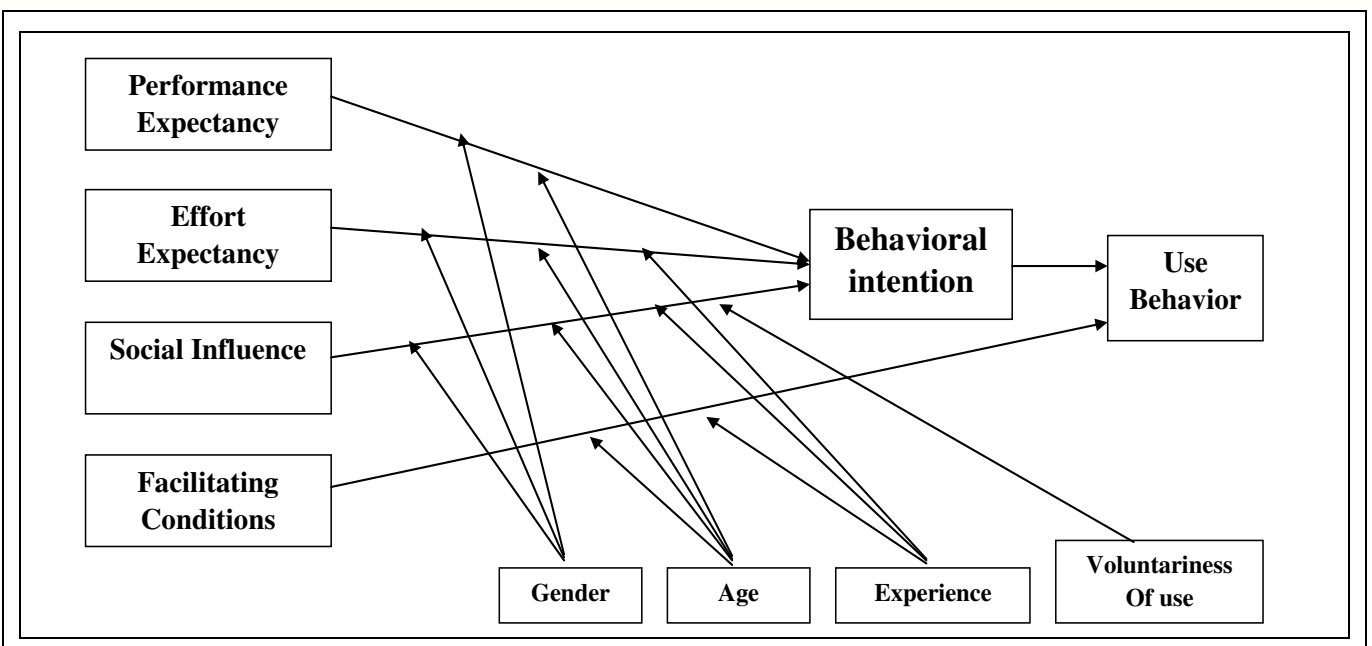 Performance
Expectancy
Effort
Expectancy
Behavioral
intention
Use
Behavior
Social Influence
Facilitating
Conditions
Gender
Age
Experience
Voluntariness
Of use